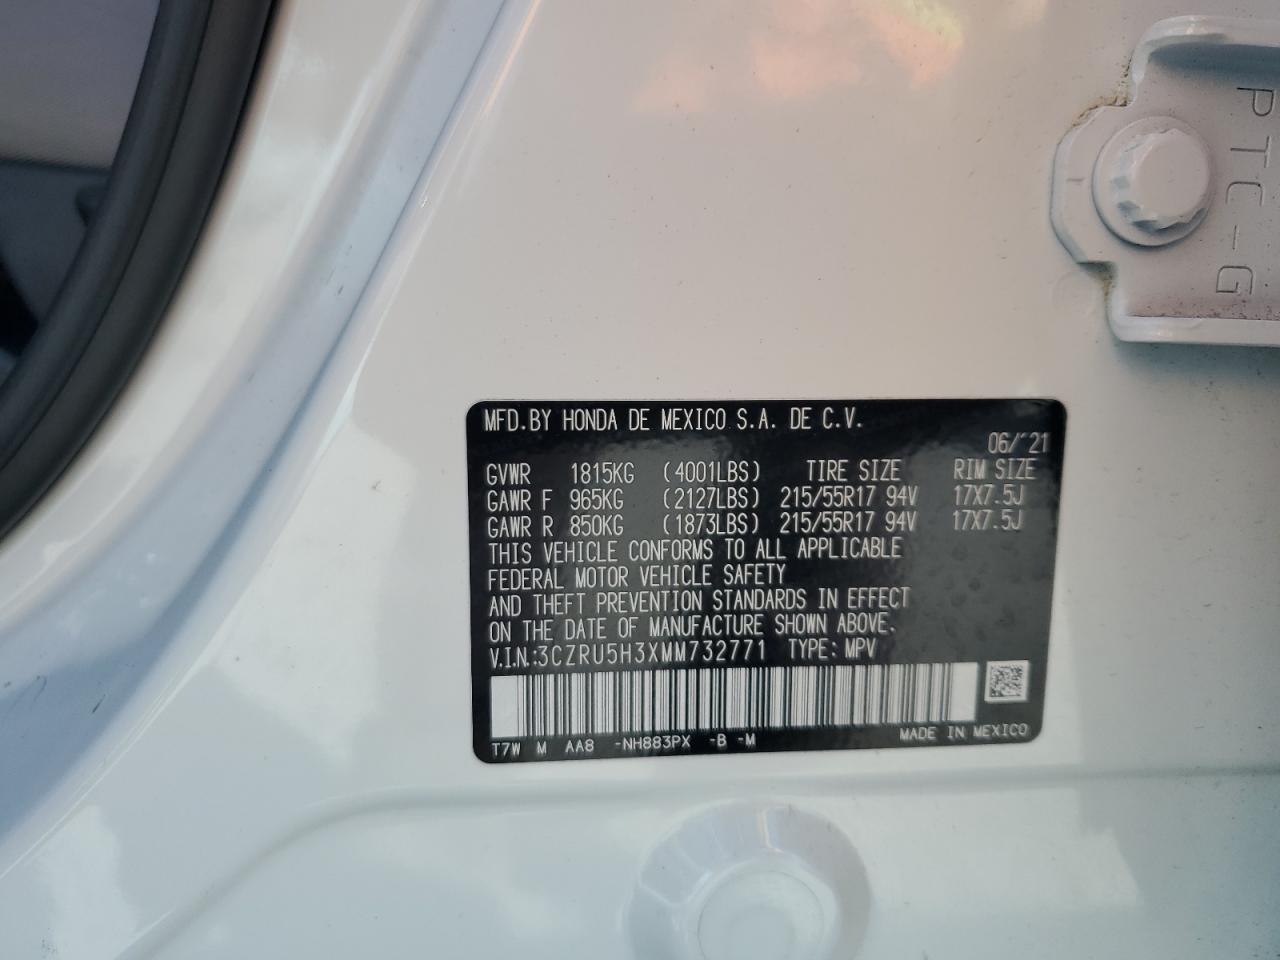 PTC-G
MFD.BY HONDA DE MEXICO S.A. DE C.V.
06/'21
GVWR 1815KG (4001LBS) TIRE SIZE RIM SIZE
GAWR F 965KG (2127LBS) 215/55R17 94V 17X7.5J
GAWR R 850KG (1873LBS) 215/55R17 94V 17X7.5J
THIS VEHICLE CONFORMS TO ALL APPLICABLE
FEDERAL MOTOR VEHICLE SAFETY
AND THEFT PREVENTION STANDARDS IN EFFECT
ON THE DATE OF MANUFACTURE SHOWN ABOVE.
V.I.N.:3CZRU5H3XMM732771 TYPE: MPV
T7W M AA8 -NH883PX -B -M MADE IN MEXICO